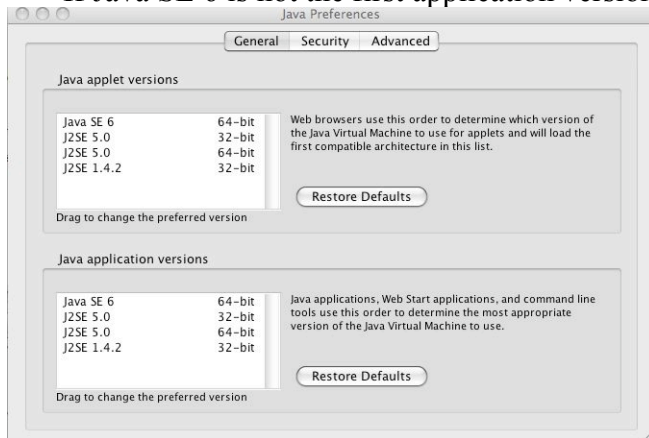 If Java SE 6 is not the first application version
Java Preferences
General Security Advanced
Java applet versions
Java SE 6 64-bit
J2SE 5.0 32-bit
J2SE 5.0 64-bit
J2SE 1.4.2 32-bit
Web browsers use this order to determine which version of
the Java Virtual Machine to use for applets and will load the
first compatible architecture in this list.
Restore Defaults
Drag to change the preferred version
Java application versions
Java SE 6 64-bit
J2SE 5.0 32-bit
J2SE 5.0 64-bit
J2SE 1.4.2 32-bit
Java applications, Web Start applications, and command line
tools use this order to determine the most appropriate
version of the Java Virtual Machine to use.
Restore Defaults
Drag to change the preferred version